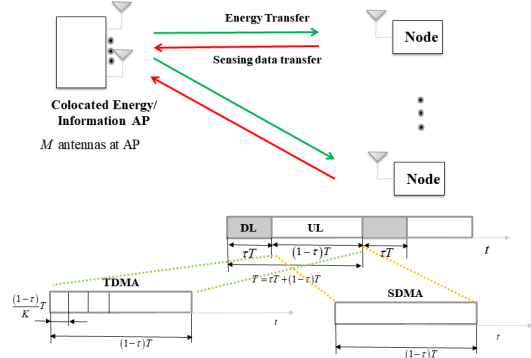 Energy Transfer
Node
Sensing data transfer
Colocated Energy/
Information AP
M antennas at AP
Node
DL UL
τT (1−τ)T τT t
TDMA T = τT + (1−τ)T SDMA
(1−τ)/K T
t t
(1−τ)T (1−τ)T